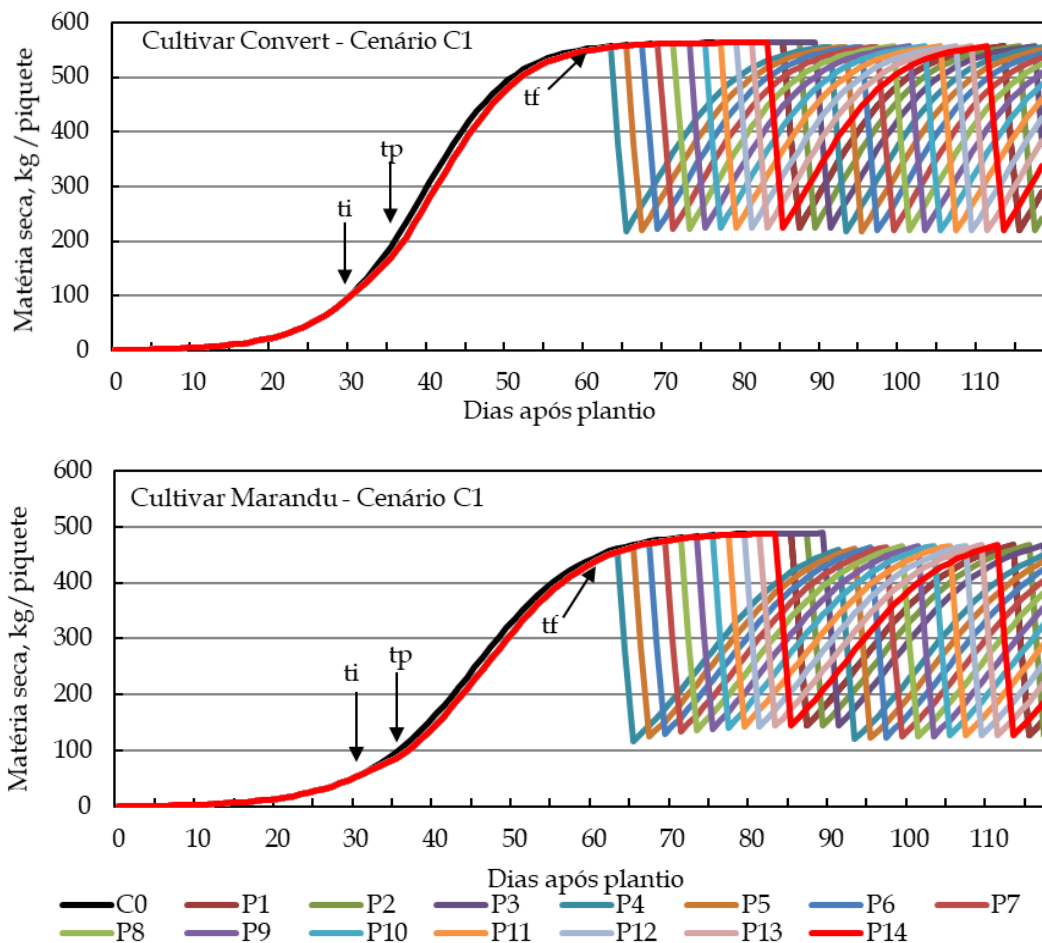 Cultivar Convert - Cenário C1
Matéria seca, kg / piquete
600
500
400
300
200
100
0
ti
tp
tf
0 10 20 30 40 50 60 70 80 90 100 110
Dias após plantio
Cultivar Marandu - Cenário C1
Matéria seca, kg/ piquete
600
500
400
300
200
100
0
ti
tp
tf
0 10 20 30 40 50 60 70 80 90 100 110
Dias após plantio
C0 P1 P2 P3 P4 P5 P6 P7
P8 P9 P10 P11 P12 P13 P14